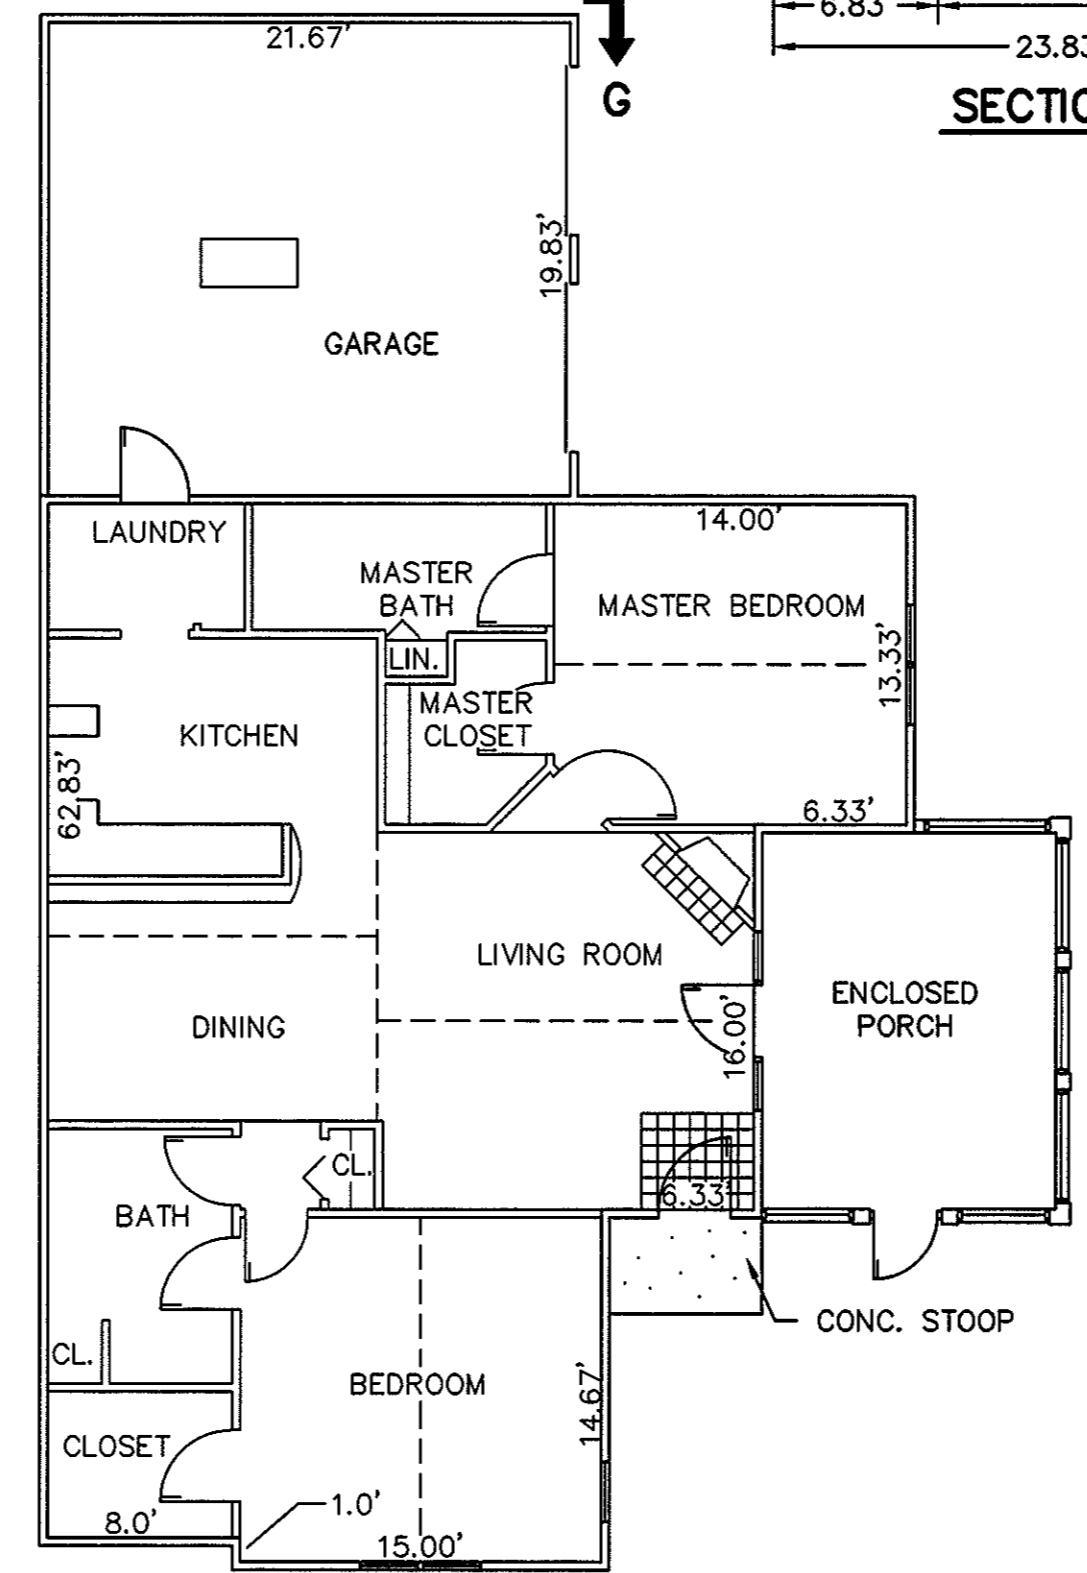 6.83
23.83
SECTIO
21.67'
G
19.83'
GARAGE
LAUNDRY
14.00'
MASTER
BATH
MASTER BEDROOM
LIN.
13.33'
MASTER
CLOSET
KITCHEN
62.83'
6.33'
LIVING ROOM
ENCLOSED
PORCH
DINING
16.00'
CL.
6.33'
BATH
CONC. STOOP
CL.
BEDROOM
14.67'
CLOSET
1.0'
8.0'
15.00'